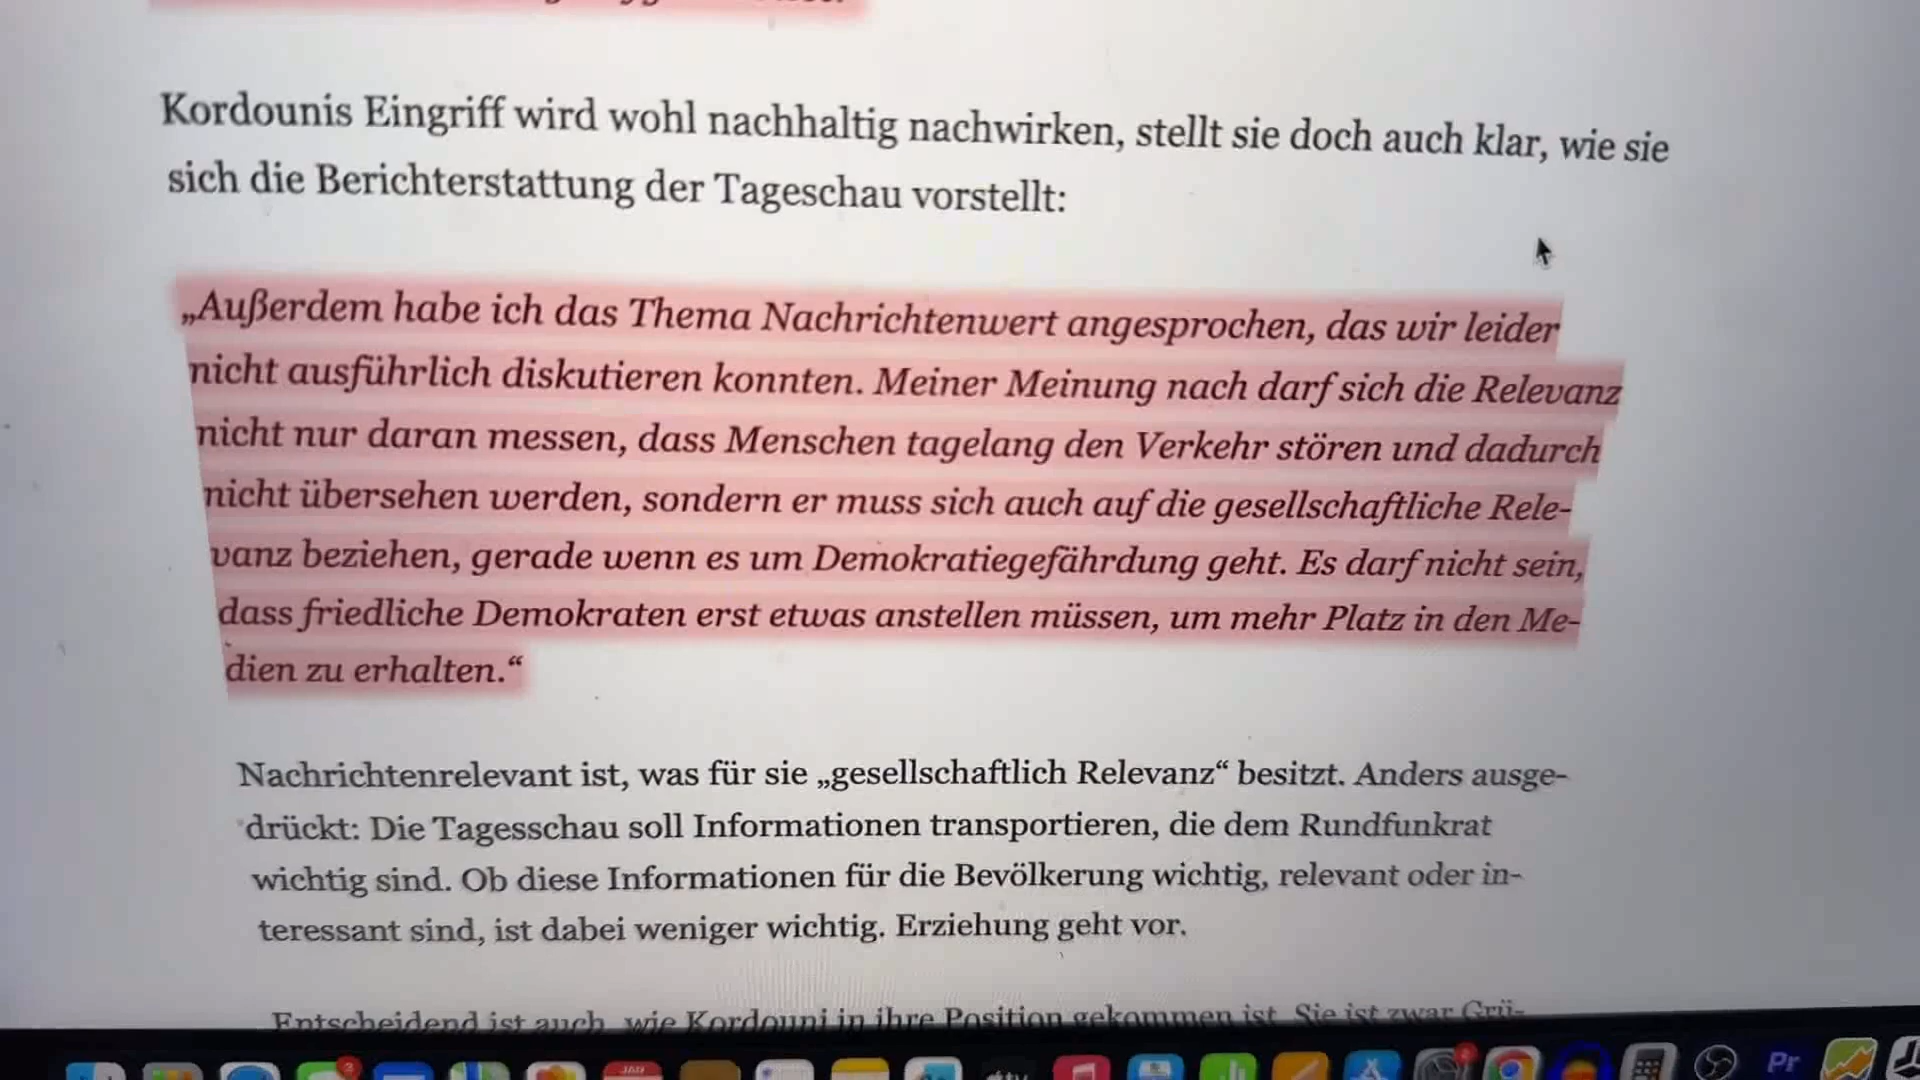 Kordounis Eingriff wird wohl nachhaltig nachwirken, stellt sie doch auch klar, wie sie
sich die Berichterstattung der Tageschau vorstellt:
„Außerdem habe ich das Thema Nachrichtenwert angesprochen, das wir leider
nicht ausführlich diskutieren konnten. Meiner Meinung nach darf sich die Relevanz
nicht nur daran messen, dass Menschen tagelang den Verkehr stören und dadurch
nicht übersehen werden, sondern er muss sich auch auf die gesellschaftliche Rele-
vanz beziehen, gerade wenn es um Demokratiegefährdung geht. Es darf nicht sein,
dass friedliche Demokraten erst etwas anstellen müssen, um mehr Platz in den Me-
dien zu erhalten.“
Nachrichtenrelevant ist, was für sie „gesellschaftlich Relevanz“ besitzt. Anders ausge-
drückt: Die Tagesschau soll Informationen transportieren, die dem Rundfunkrat
wichtig sind. Ob diese Informationen für die Bevölkerung wichtig, relevant oder in-
teressant sind, ist dabei weniger wichtig. Erziehung geht vor.
Entscheidend ist auch, wie Kordouni in ihre Position gekommen ist. Sie ist zwar Grü-
JAN
Pr